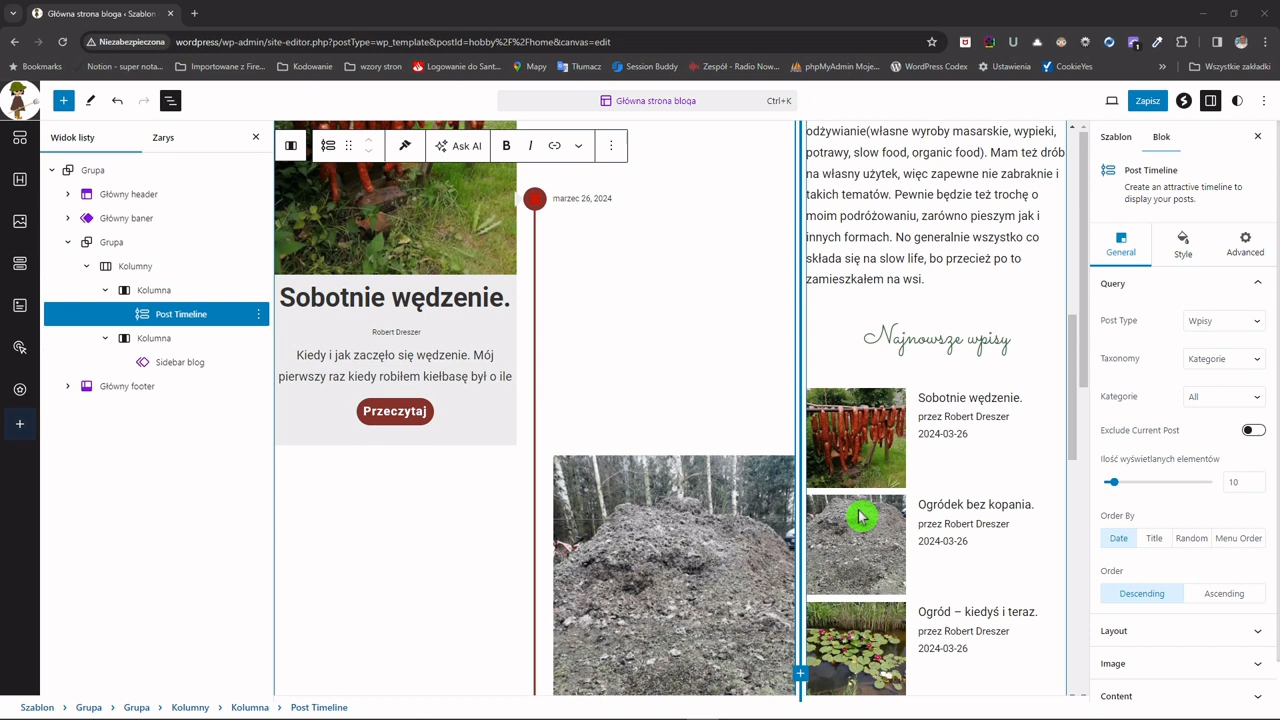 Główna strona bloga ‹ Szablon
Niezabezpieczona
wordpress/wp-admin/site-editor.php?postType=wp_template&postId=hobby%2F%2Fhome&canvas=edit
Bookmarks
Notion - super nota...
Importowane z Fire...
Kodowanie
wzory stron
Logowanie do Sant...
Mapy
Tłumacz
Session Buddy
Zespół - Radio Now...
phpMyAdmin Moje...
WordPress Codex
Ustawienia
CookieYes
Wszystkie zakładki
Główna strona bloga
Ctrl+K
Zapisz
Widok listy
Zarys
Grupa
Główny header
Główny baner
Grupa
Kolumny
Kolumna
Post Timeline
Kolumna
Sidebar blog
Główny footer
Ask AI
B
I
marzec 26, 2024
Sobotnie wędzenie.
Robert Dreszer
Kiedy i jak zaczęło się wędzenie. Mój
pierwszy raz kiedy robiłem kiełbasę był o ile
Przeczytaj
odżywianie(własne wyroby masarskie, wypieki,
potrawy, slow food, organic food). Mam też drób
na własny użytek, więc zapewne nie zabraknie i
takich tematów. Pewnie będzie też trochę o
moim podróżowaniu, zarówno pieszym jak i
innych formach. No generalnie wszystko co
składa się na slow life, bo przecież po to
zamieszkałem na wsi.
Najnowsze wpisy
Sobotnie wędzenie.
przez Robert Dreszer
2024-03-26
Ogródek bez kopania.
przez Robert Dreszer
2024-03-26
Ogród – kiedyś i teraz.
przez Robert Dreszer
2024-03-26
Szablon
Blok
Post Timeline
Create an attractive timeline to
display your posts.
General
Style
Advanced
Query
Post Type
Wpisy
Taxonomy
Kategorie
Kategorie
All
Exclude Current Post
Ilość wyświetlanych elementów
10
Order By
Date
Title
Random
Menu Order
Order
Descending
Ascending
Layout
Image
Content
Szablon > Grupa > Grupa > Kolumny > Kolumna > Post Timeline